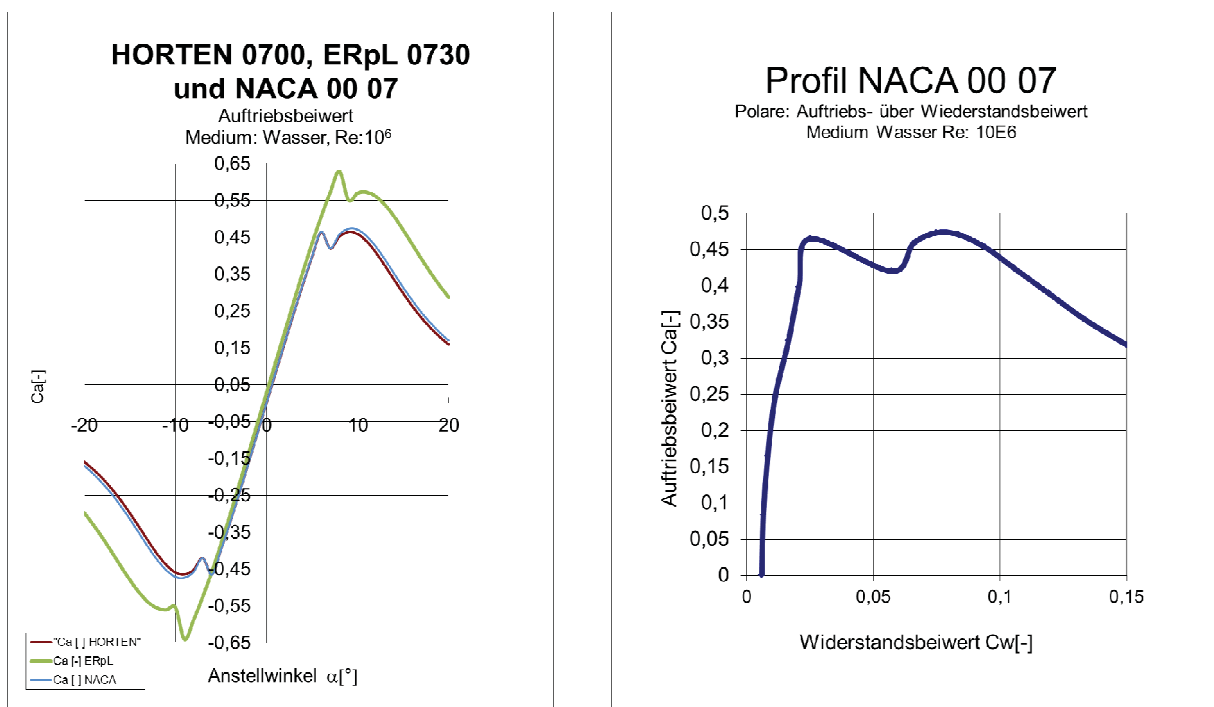 HORTEN 0700, ERpL 0730
und NACA 00 07
Auftriebsbeiwert
Medium: Wasser, Re:10⁶
0,65
0,55
0,45
0,35
0,25
0,15
0,05
-0,05
-0,15
-0,25
-0,35
-0,45
-0,55
-0,65
-20
-10
0
10
20
Ca[-]
Anstellwinkel α[°]
"Ca [ ] HORTEN"
Ca [-] ERpL
Ca [ ] NACA
Profil NACA 00 07
Polare: Auftriebs- über Wiederstandsbeiwert
Medium Wasser Re: 10E6
0,5
0,45
0,4
0,35
0,3
0,25
0,2
0,15
0,1
0,05
0
0
0,05
0,1
0,15
Auftriebsbeiwert Ca[-]
Widerstandsbeiwert Cw[-]